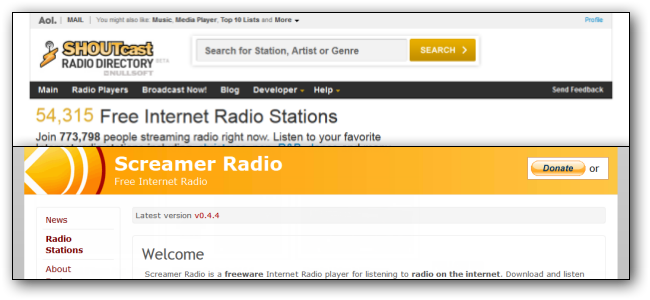 Aol. | MAIL | You might also like: Music, Media Player, Top 10 Lists and More Profile
SHOUTcast
RADIO DIRECTORY BETA
NULLSOFT
Search for Station, Artist or Genre SEARCH
Main Radio Players Broadcast Now! Blog Developer Help Send Feedback
54,315 Free Internet Radio Stations
Join 773,798 people streaming radio right now. Listen to your favorite
Screamer Radio
Free Internet Radio
Donate or
News
Latest version v0.4.4
Radio
Stations
About
Welcome
Screamer Radio is a freeware Internet Radio player for listening to radio on the internet. Download and listen